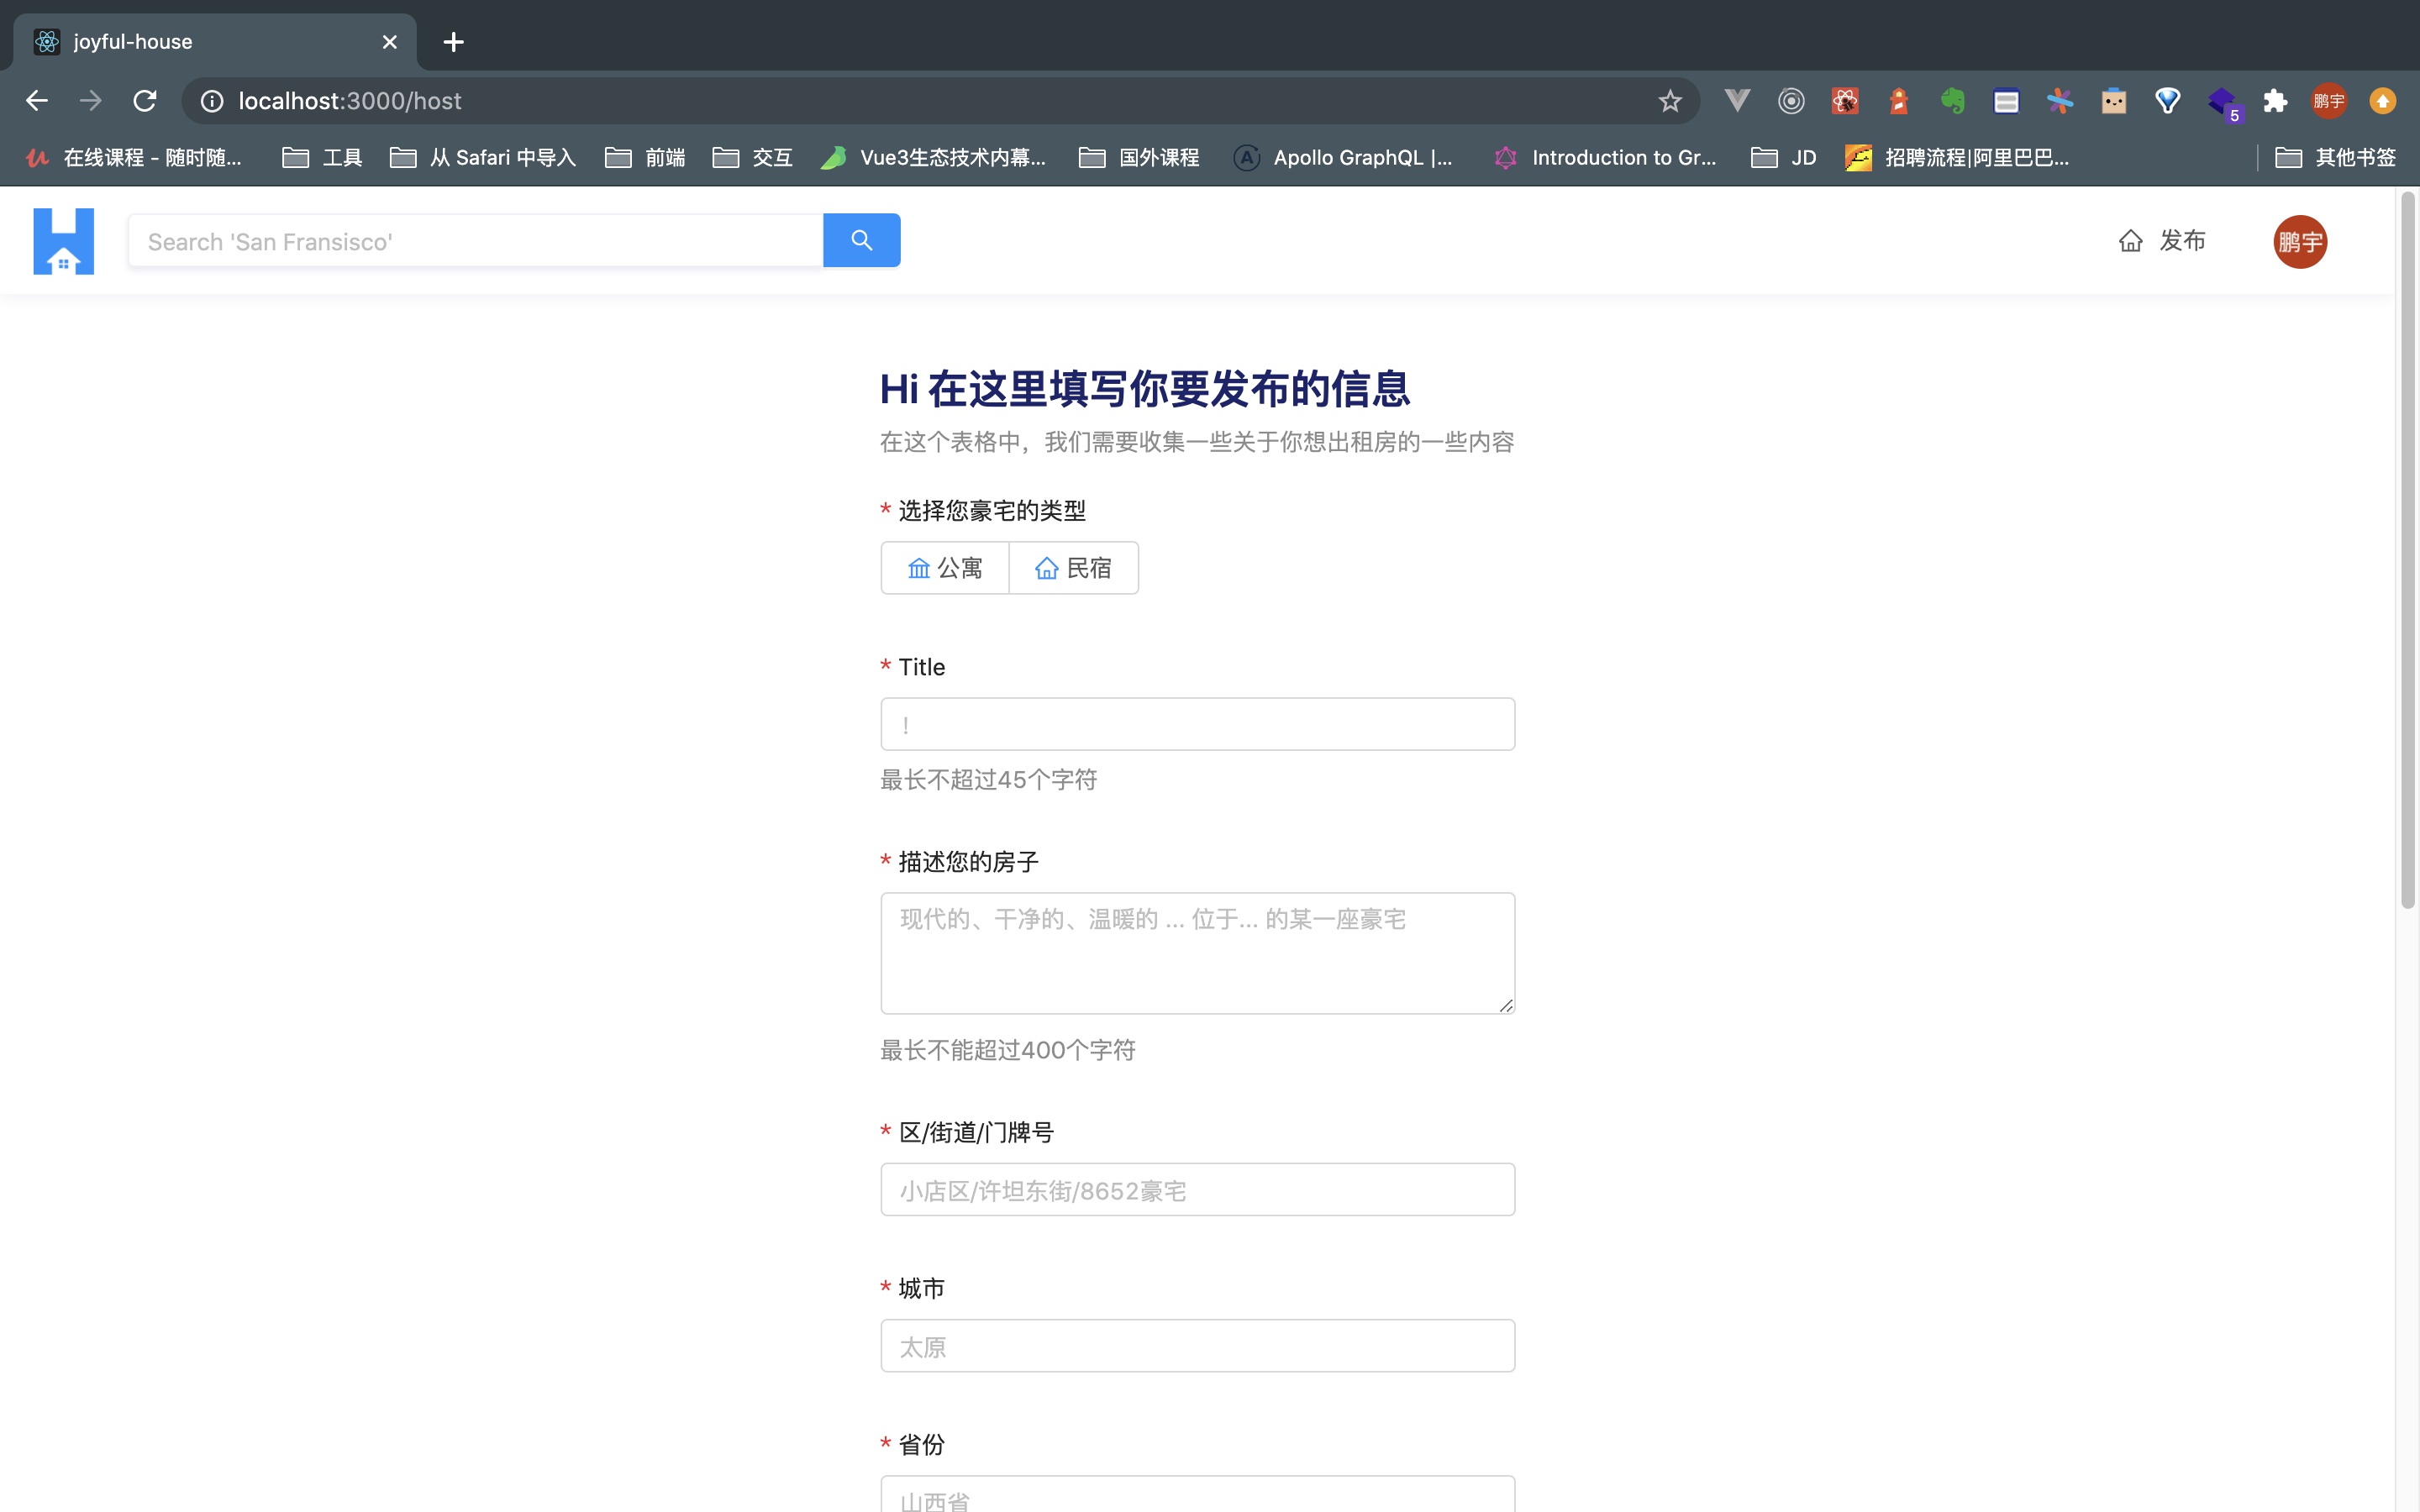 joyful-house
localhost:3000/host
鹏宇
5
在线课程 - 随时随...
工具
从 Safari 中导入
前端
交互
Vue3生态技术内幕...
国外课程
Apollo GraphQL |...
Introduction to Gr...
JD
招聘流程|阿里巴巴...
其他书签
Search 'San Fransisco'
发布
鹏宇
Hi 在这里填写你要发布的信息
在这个表格中，我们需要收集一些关于你想出租房的一些内容
* 选择您豪宅的类型
公寓
民宿
* Title
！
最长不超过45个字符
* 描述您的房子
现代的、干净的、温暖的 ... 位于... 的某一座豪宅
最长不能超过400个字符
* 区/街道/门牌号
小店区/许坦东街/8652豪宅
* 城市
太原
* 省份
山西省